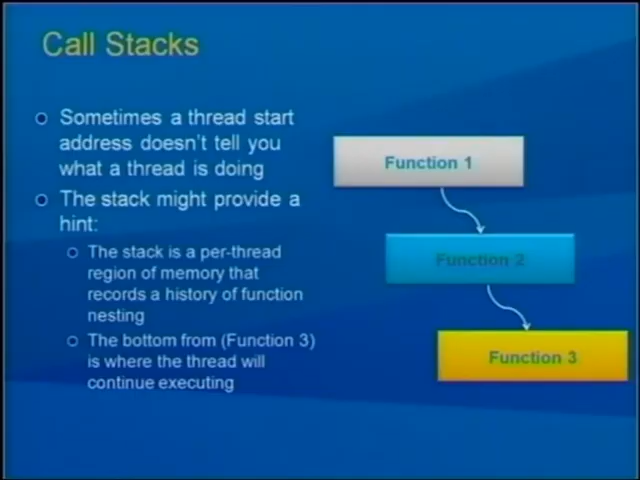 Call Stacks
Sometimes a thread start
address doesn't tell you
what a thread is doing
The stack might provide a
hint:
The stack is a per-thread
region of memory that
records a history of function
nesting
The bottom from (Function 3)
is where the thread will
continue executing
Function 1
Function 2
Function 3